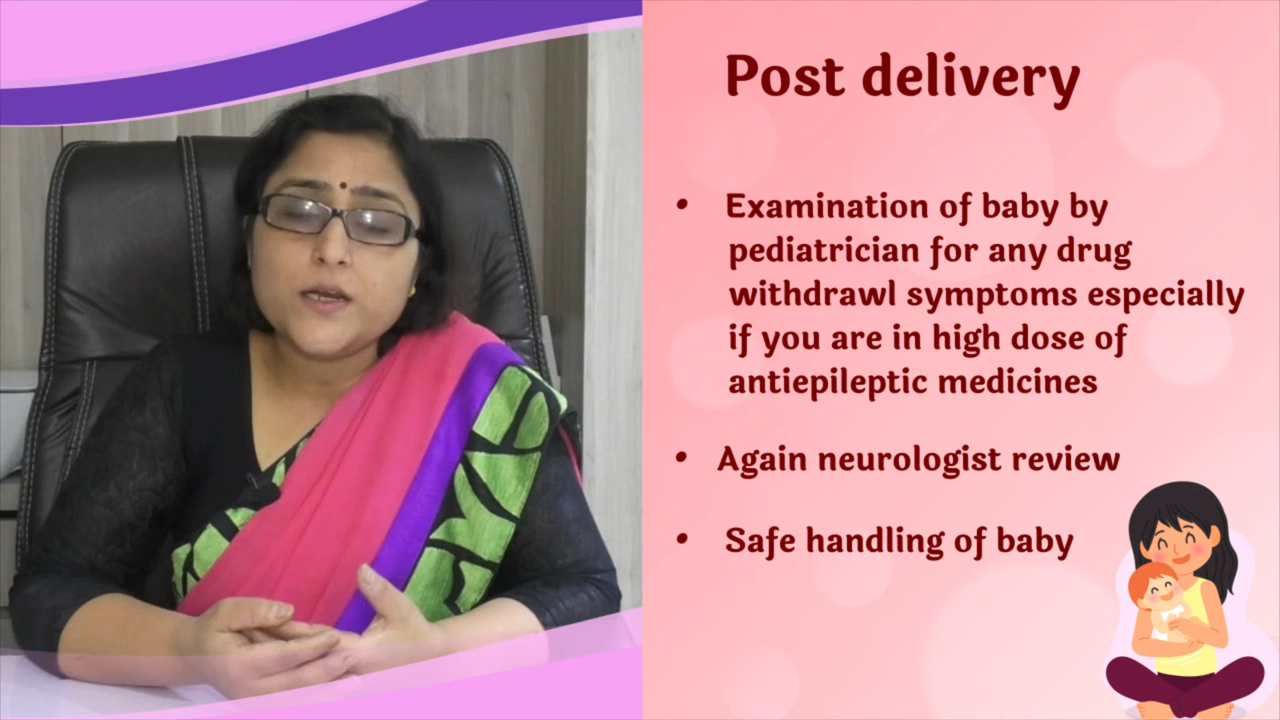 Post delivery
• Examination of baby by
pediatrician for any drug
withdrawl symptoms especially
if you are in high dose of
antiepileptic medicines
• Again neurologist review
• Safe handling of baby